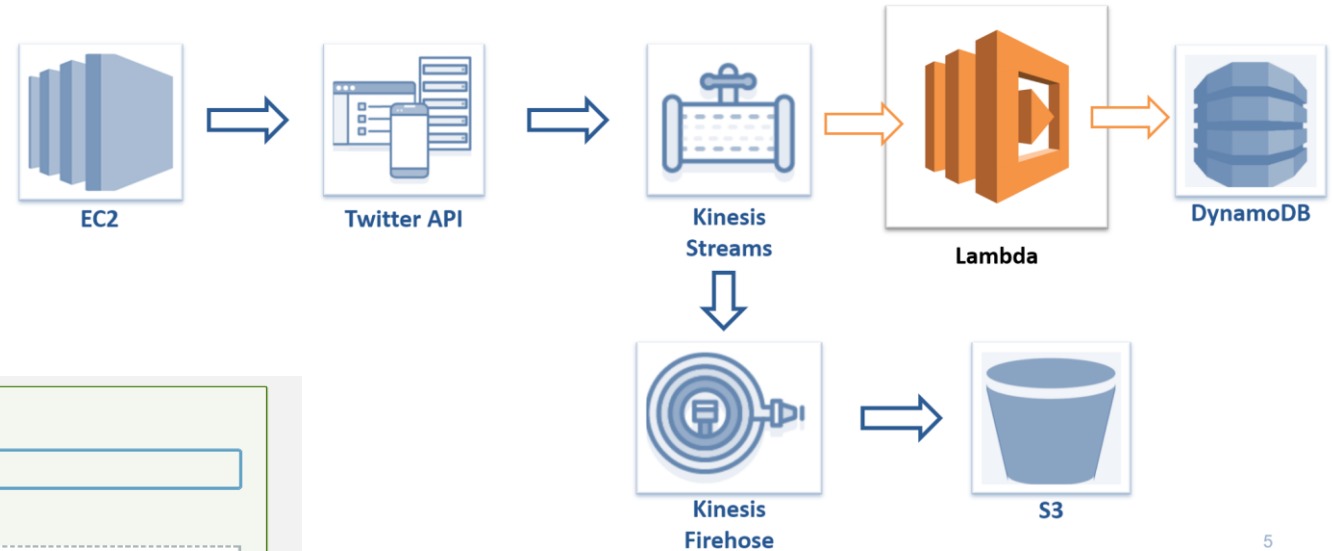 EC2
Twitter API
Kinesis
Streams
Lambda
DynamoDB
Kinesis
Firehose
S3
5